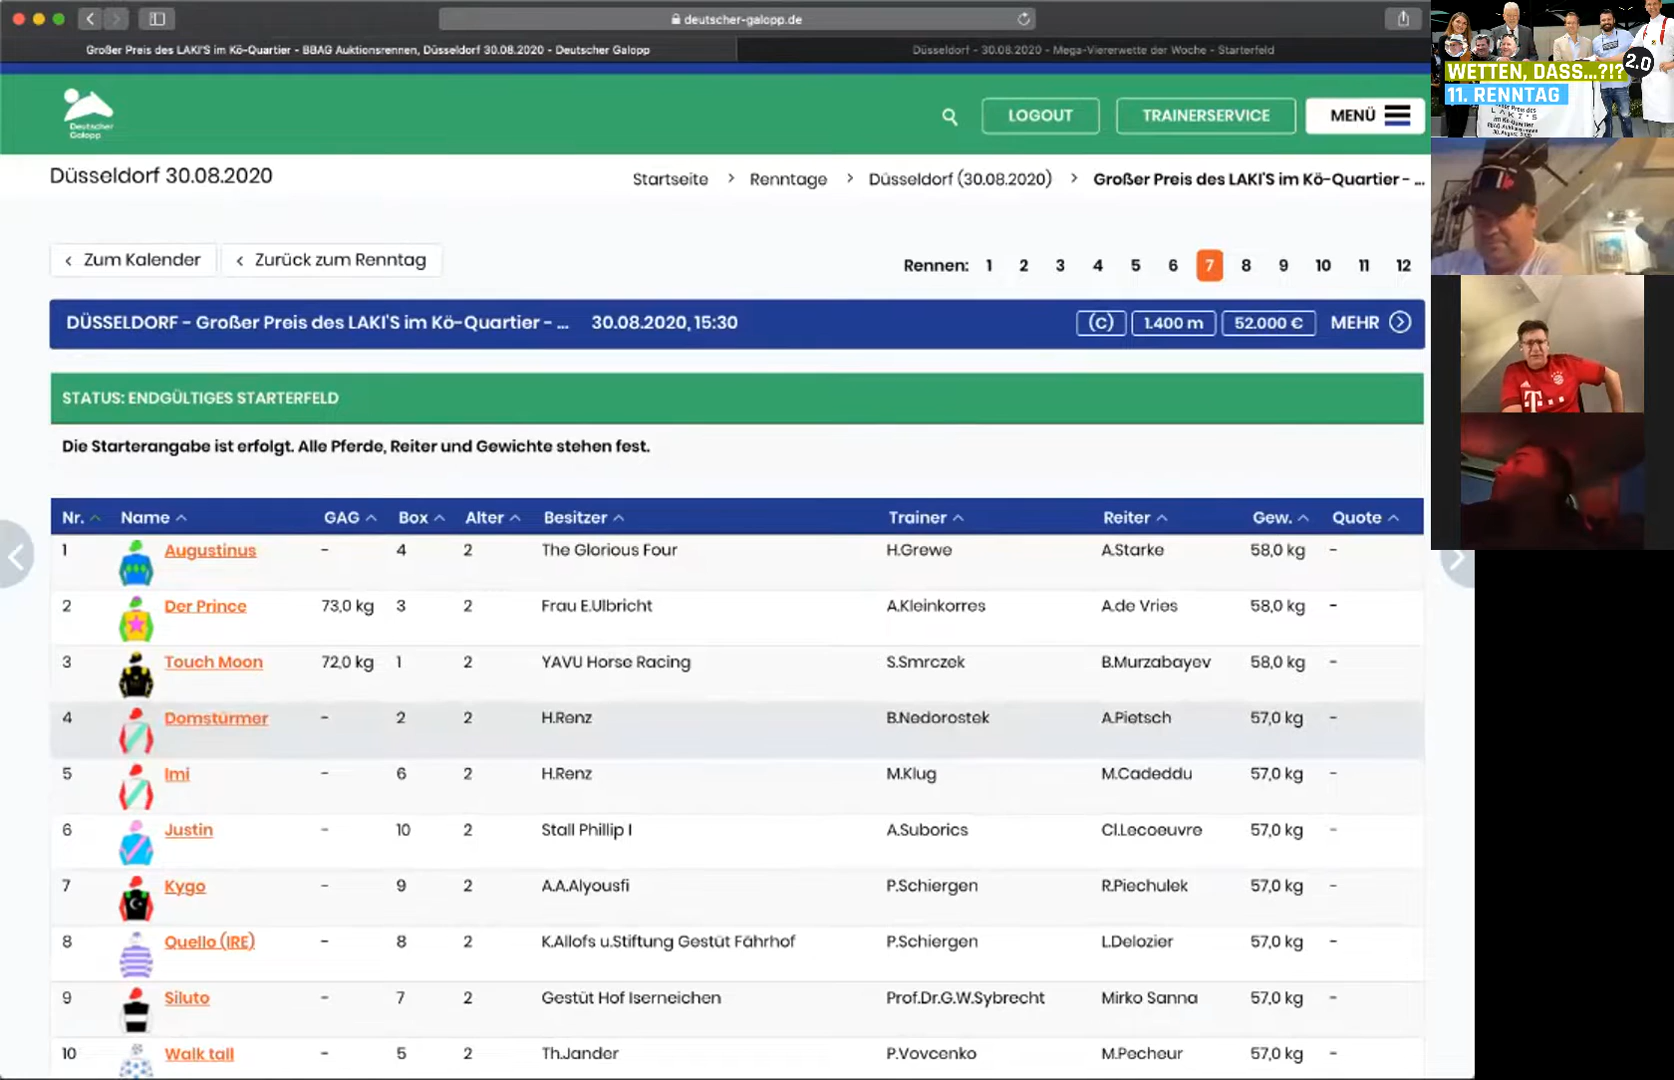 deutscher-galopp.de
Großer Preis des LAKI'S im Kö-Quartier - BBAG Auktionsrennen, Düsseldorf 30.08.2020 - Deutscher Galopp
Düsseldorf - 30.08.2020 - Mega-Viererwette der Woche - Starterfeld
WETTEN, DASS...?!? 2.0
11. RENNTAG
Deutscher
Galopp
LOGOUT
TRAINERSERVICE
MENÜ
Düsseldorf 30.08.2020
Startseite > Renntage > Düsseldorf (30.08.2020) > Großer Preis des LAKI'S im Kö-Quartier - ...
< Zum Kalender
< Zurück zum Renntag
Rennen: 1 2 3 4 5 6 7 8 9 10 11 12
DÜSSELDORF - Großer Preis des LAKI'S im Kö-Quartier - ... 30.08.2020, 15:30 (C) 1.400 m 52.000 € MEHR
STATUS: ENDGÜLTIGES STARTERFELD
Die Starterangabe ist erfolgt. Alle Pferde, Reiter und Gewichte stehen fest.
Nr. Name GAG Box Alter Besitzer Trainer Reiter Gew. Quote
1 Augustinus - 4 2 The Glorious Four H.Grewe A.Starke 58,0 kg -
2 Der Prince 73,0 kg 3 2 Frau E.Ulbricht A.Kleinkorres A.de Vries 58,0 kg -
3 Touch Moon 72,0 kg 1 2 YAVU Horse Racing S.Smrczek B.Murzabayev 58,0 kg -
4 Domstürmer - 2 2 H.Renz B.Nedorostek A.Pietsch 57,0 kg -
5 Imi - 6 2 H.Renz M.Klug M.Cadeddu 57,0 kg -
6 Justin - 10 2 Stall Phillip I A.Suborics Cl.Lecoeuvre 57,0 kg -
7 Kygo - 9 2 A.A.Alyousfi P.Schiergen R.Piechulek 57,0 kg -
8 Quello (IRE) - 8 2 K.Allofs u.Stiftung Gestüt Fährhof P.Schiergen L.Delozier 57,0 kg -
9 Siluto - 7 2 Gestüt Hof Iserneichen Prof.Dr.G.W.Sybrecht Mirko Sanna 57,0 kg -
10 Walk tall - 5 2 Th.Jander P.Vovcenko M.Pecheur 57,0 kg -